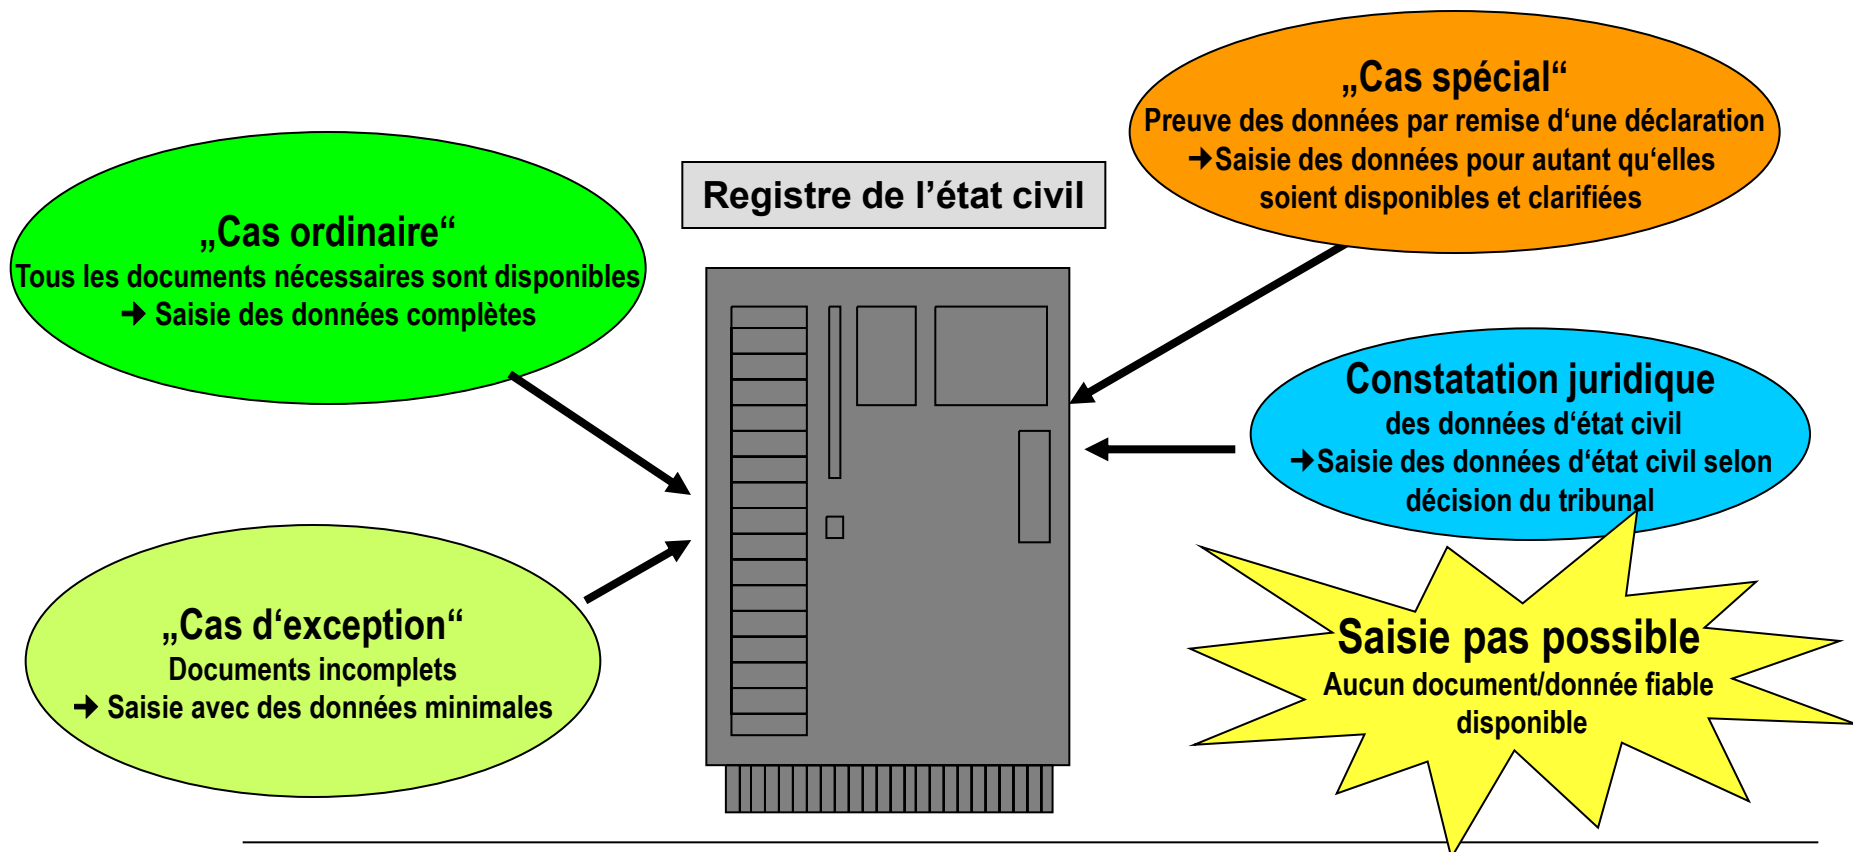 „Cas spécial“
Preuve des données par remise d‘une déclaration
➔Saisie des données pour autant qu‘elles
soient disponibles et clarifiées
Registre de l’état civil
„Cas ordinaire“
Tous les documents nécessaires sont disponibles
➔ Saisie des données complètes
Constatation juridique
des données d‘état civil
➔Saisie des données d‘état civil selon
décision du tribunal
„Cas d‘exception“
Documents incomplets
➔ Saisie avec des données minimales
Saisie pas possible
Aucun document/donnée fiable
disponible